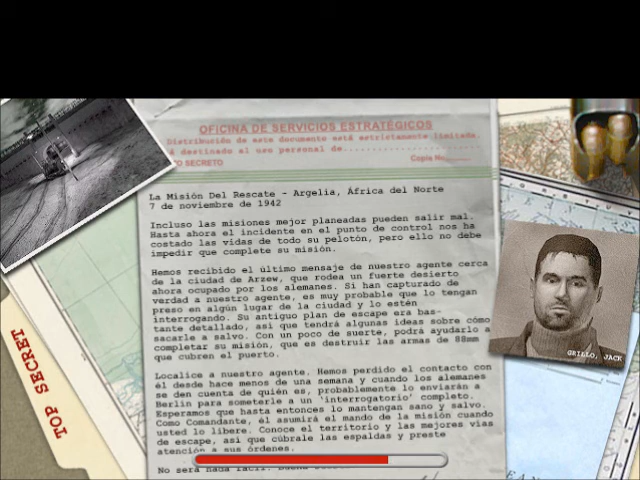 OFICINA DE SERVICIOS ESTRATÉGICOS
Distribución de este documento está estrictamente limitada.
á destinado al uso personal de
TO SECRETO
Copia No.
La Misión Del Rescate - Argelia, África del Norte
7 de noviembre de 1942
Incluso las misiones mejor planeadas pueden salir mal.
Hasta ahora el incidente en el punto de control nos ha
costado las vidas de todo su pelotón, pero ello no debe
impedir que complete su misión.
Hemos recibido el último mensaje de nuestro agente cerca
de la ciudad de Arzew, que rodea un fuerte desierto
ahora ocupado por los alemanes. Si han capturado de
verdad a nuestro agente, es muy probable que lo tengan
preso en algún lugar de la ciudad y lo estén
interrogando. Su antiguo plan de escape era bas-
tante detallado, así que tendrá algunas ideas sobre cómo
sacarle a salvo. Con un poco de suerte, podrá ayudarlo a
completar su misión, que es destruir las armas de 88mm
que cubren el puerto.
Localice a nuestro agente. Hemos perdido el contacto con
él desde hace menos de una semana y cuando los alemanes
se den cuenta de quién es, probablemente lo enviarán a
Berlín para someterle a un 'interrogatorio' completo.
Esperamos que hasta entonces lo mantengan sano y salvo.
Como Comandante, él asumirá el mando de la misión cuando
usted lo libere. Conoce el territorio y las mejores vías
de escape, así que cúbrale las espaldas y preste
atención a sus órdenes.
No será nada fácil.
GRILLO, JACK
TOP SECRET